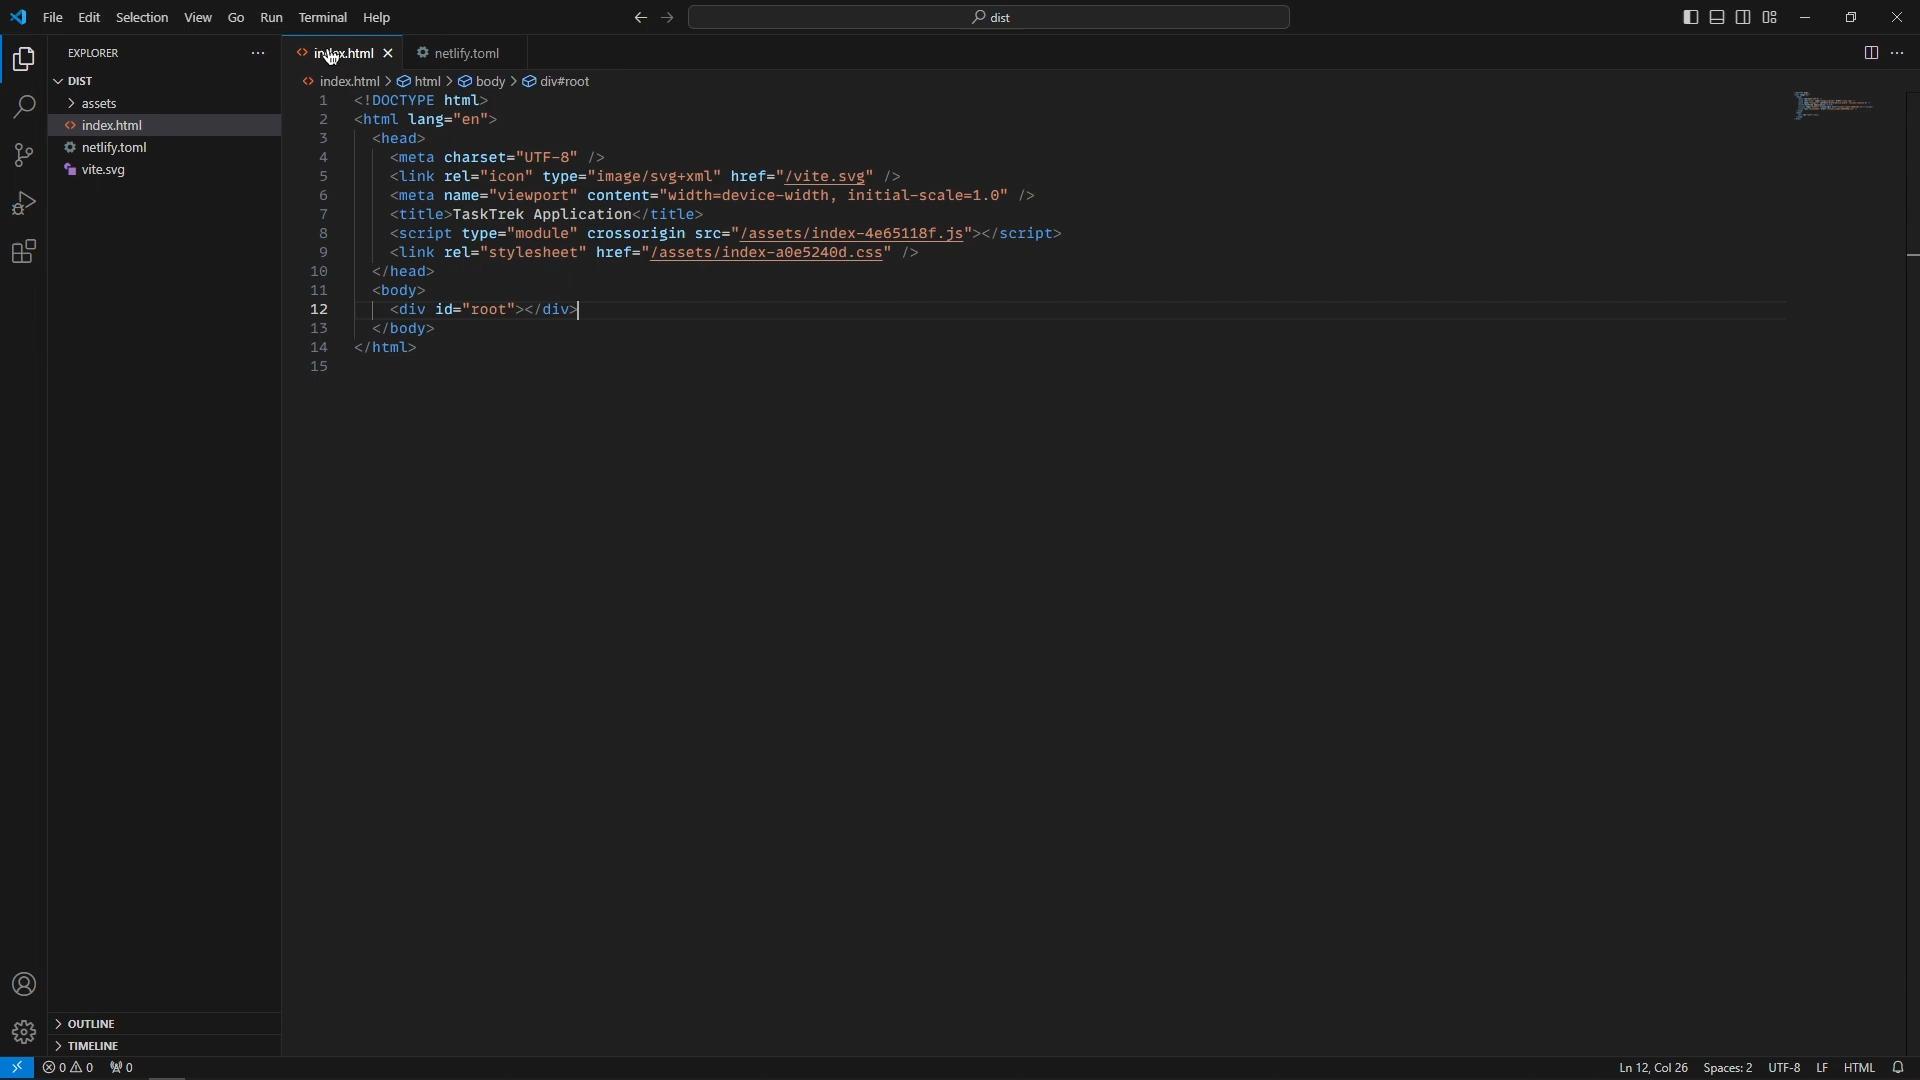 File Edit Selection View Go Run Terminal Help
dist
EXPLORER
DIST
assets
index.html
netlify.toml
vite.svg
OUTLINE
TIMELINE
index.html netlify.toml
index.html > html > body > div#root
1 <!DOCTYPE html>
2 <html lang="en">
3 <head>
4 <meta charset="UTF-8" />
5 <link rel="icon" type="image/svg+xml" href="/vite.svg" />
6 <meta name="viewport" content="width=device-width, initial-scale=1.0" />
7 <title>TaskTrek Application</title>
8 <script type="module" crossorigin src="/assets/index-4e65118f.js"></script>
9 <link rel="stylesheet" href="/assets/index-a0e5240d.css" />
10 </head>
11 <body>
12 <div id="root"></div>
13 </body>
14 </html>
15
0 0 0 Ln 12, Col 26 Spaces: 2 UTF-8 LF HTML